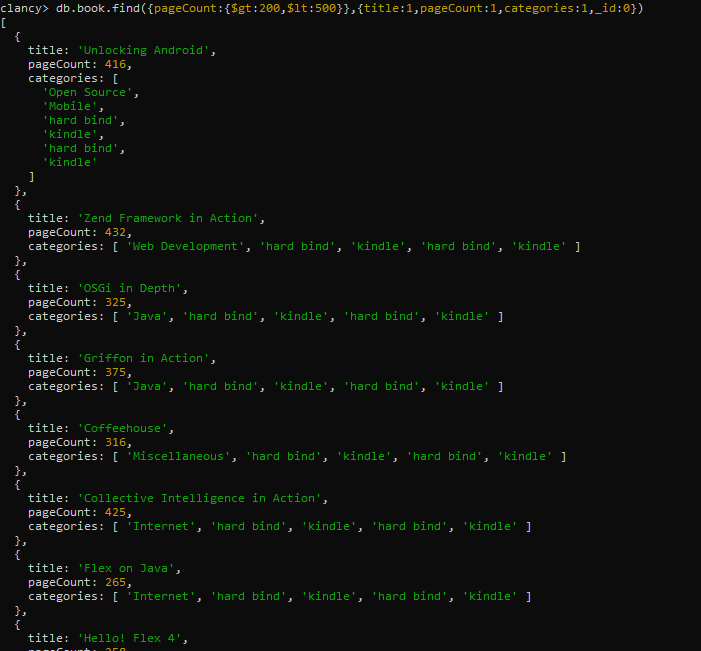 clancy> db.book.find({pageCount:{$gt:200,$lt:500}},{title:1,pageCount:1,categories:1,_id:0})
[
  {
    title: 'Unlocking Android',
    pageCount: 416,
    categories: [
      'Open Source',
      'Mobile',
      'hard bind',
      'kindle',
      'hard bind',
      'kindle'
    ]
  },
  {
    title: 'Zend Framework in Action',
    pageCount: 432,
    categories: [ 'Web Development', 'hard bind', 'kindle', 'hard bind', 'kindle' ]
  },
  {
    title: 'OSGi in Depth',
    pageCount: 325,
    categories: [ 'Java', 'hard bind', 'kindle', 'hard bind', 'kindle' ]
  },
  {
    title: 'Griffon in Action',
    pageCount: 375,
    categories: [ 'Java', 'hard bind', 'kindle', 'hard bind', 'kindle' ]
  },
  {
    title: 'Coffeehouse',
    pageCount: 316,
    categories: [ 'Miscellaneous', 'hard bind', 'kindle', 'hard bind', 'kindle' ]
  },
  {
    title: 'Collective Intelligence in Action',
    pageCount: 425,
    categories: [ 'Internet', 'hard bind', 'kindle', 'hard bind', 'kindle' ]
  },
  {
    title: 'Flex on Java',
    pageCount: 265,
    categories: [ 'Internet', 'hard bind', 'kindle', 'hard bind', 'kindle' ]
  },
  {
    title: 'Hello! Flex 4',